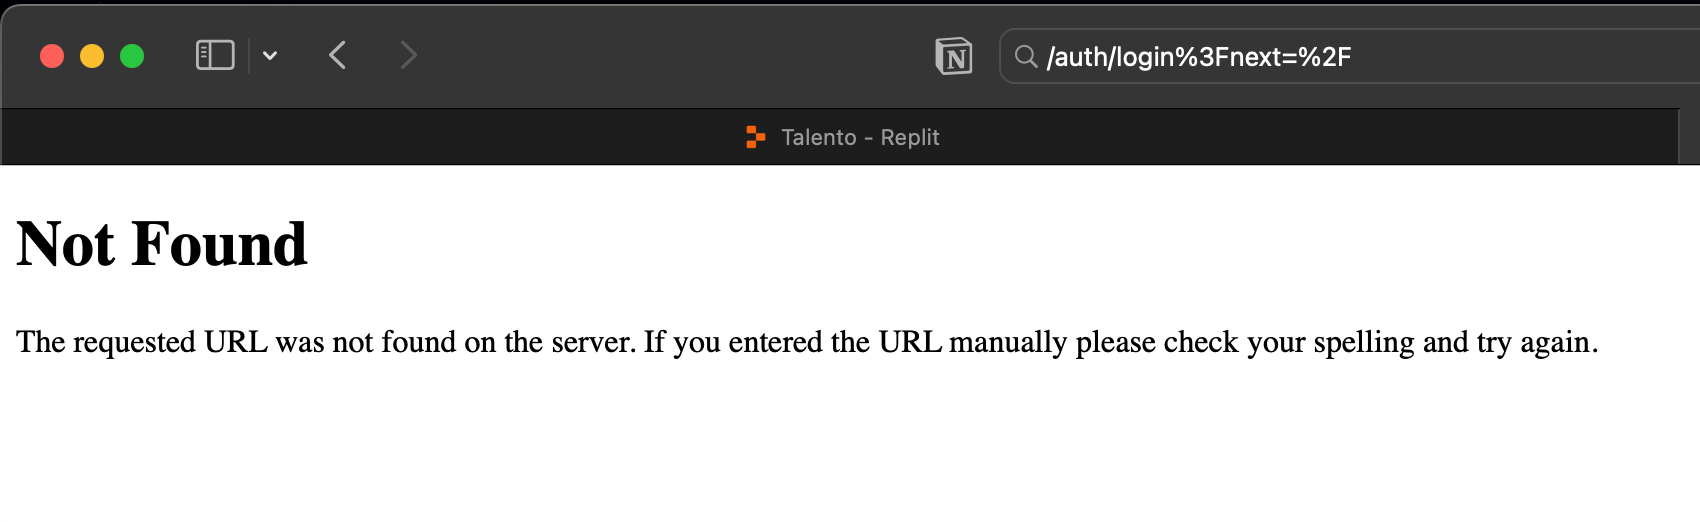 /auth/login%3Fnext=%2F
Talento - Replit
Not Found
The requested URL was not found on the server. If you entered the URL manually please check your spelling and try again.